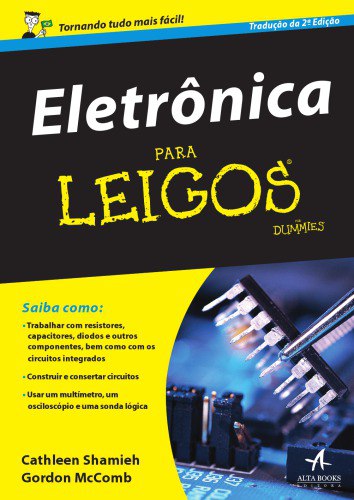 Tornando tudo mais fácil!
Tradução da 2ª Edição
Eletrônica
PARA
LEIGOS®
FOR
DUMMIES
Saiba como:
• Trabalhar com resistores,
capacitores, diodos e outros
componentes, bem como com os
circuitos integrados
• Construir e consertar circuitos
• Usar um multímetro, um
osciloscópio e uma sonda lógica
Cathleen Shamieh
Gordon McComb
ALTA BOOKS
EDITORA